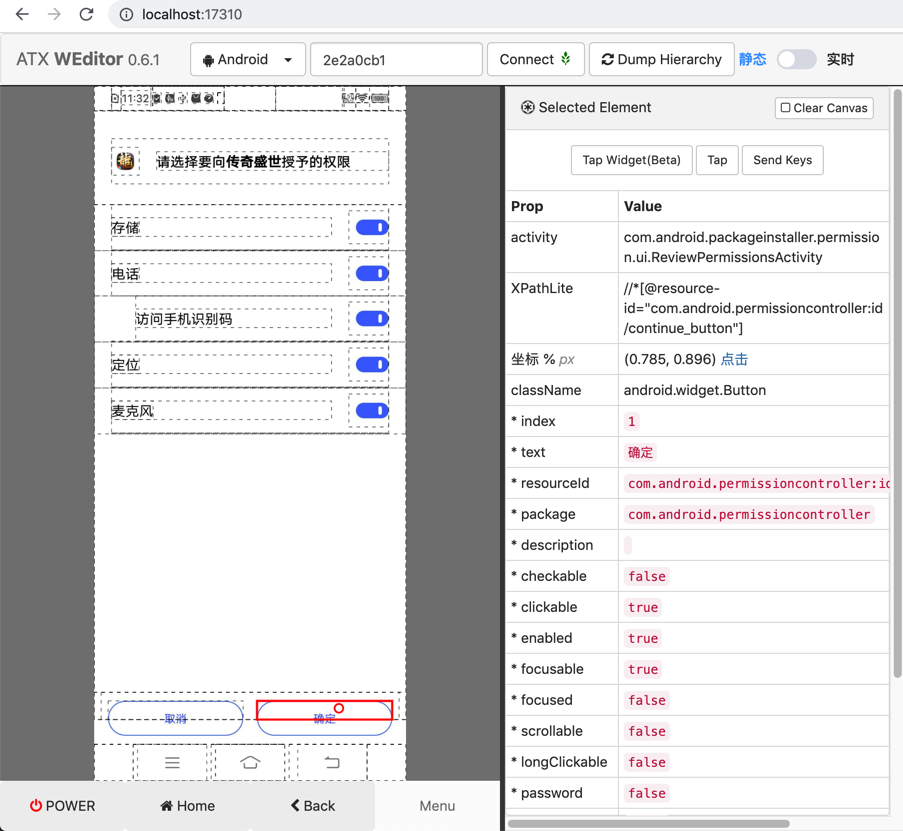 localhost:17310
ATX WEditor 0.6.1
Android
2e2a0cb1
Connect
Dump Hierarchy
静态
实时
11:32
请选择要向传奇盛世授予的权限
存储
电话
访问手机识别码
定位
麦克风
取消
确定
POWER
Home
Back
Menu
Selected Element
Clear Canvas
Tap Widget(Beta)
Tap
Send Keys
Prop Value
activity com.android.packageinstaller.permissio
n.ui.ReviewPermissionsActivity
XPathLite //*[@resource-
id="com.android.permissioncontroller:id
/continue_button"]
坐标 % px (0.785, 0.896) 点击
className android.widget.Button
* index 1
* text 确定
* resourceId com.android.permissioncontroller:id
* package com.android.permissioncontroller
* description
* checkable false
* clickable true
* enabled true
* focusable true
* focused false
* scrollable false
* longClickable false
* password false